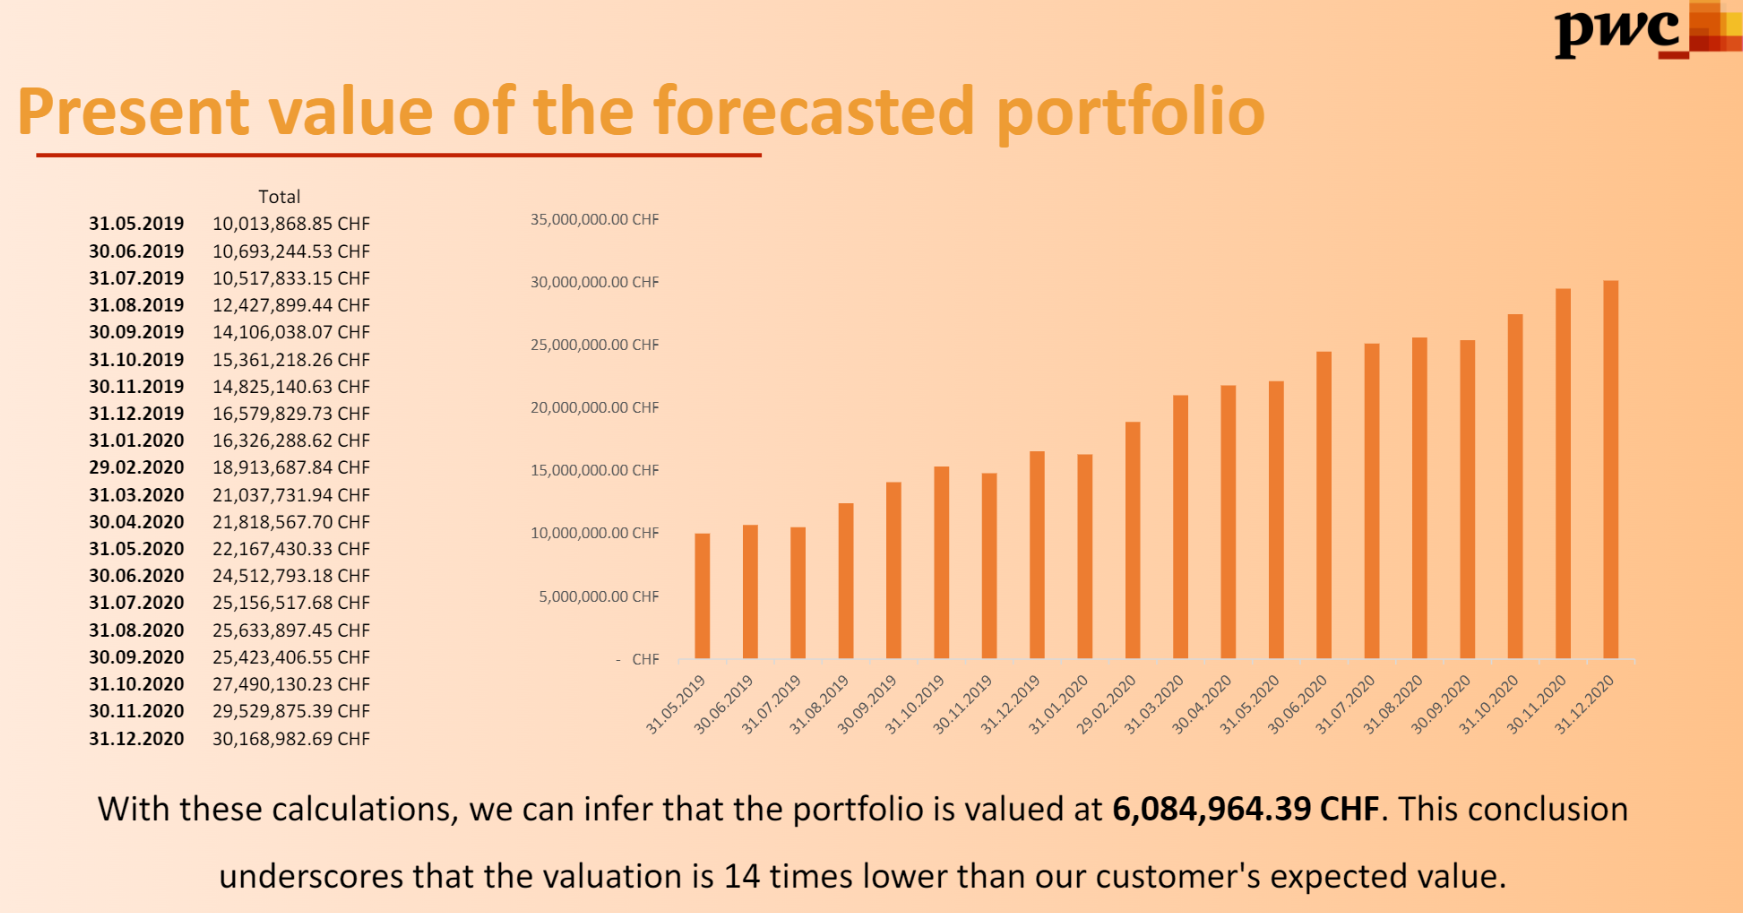 pwc
Present value of the forecasted portfolio
Total
31.05.2019 10,013,868.85 CHF
30.06.2019 10,693,244.53 CHF
31.07.2019 10,517,833.15 CHF
31.08.2019 12,427,899.44 CHF
30.09.2019 14,106,038.07 CHF
31.10.2019 15,361,218.26 CHF
30.11.2019 14,825,140.63 CHF
31.12.2019 16,579,829.73 CHF
31.01.2020 16,326,288.62 CHF
29.02.2020 18,913,687.84 CHF
31.03.2020 21,037,731.94 CHF
30.04.2020 21,818,567.70 CHF
31.05.2020 22,167,430.33 CHF
30.06.2020 24,512,793.18 CHF
31.07.2020 25,156,517.68 CHF
31.08.2020 25,633,897.45 CHF
30.09.2020 25,423,406.55 CHF
31.10.2020 27,490,130.23 CHF
30.11.2020 29,529,875.39 CHF
31.12.2020 30,168,982.69 CHF
35,000,000.00 CHF
30,000,000.00 CHF
25,000,000.00 CHF
20,000,000.00 CHF
15,000,000.00 CHF
10,000,000.00 CHF
5,000,000.00 CHF
- CHF
31.05.2019
30.06.2019
31.07.2019
31.08.2019
30.09.2019
31.10.2019
30.11.2019
31.12.2019
31.01.2020
29.02.2020
31.03.2020
30.04.2020
31.05.2020
30.06.2020
31.07.2020
31.08.2020
30.09.2020
31.10.2020
30.11.2020
31.12.2020
With these calculations, we can infer that the portfolio is valued at 6,084,964.39 CHF. This conclusion
underscores that the valuation is 14 times lower than our customer's expected value.